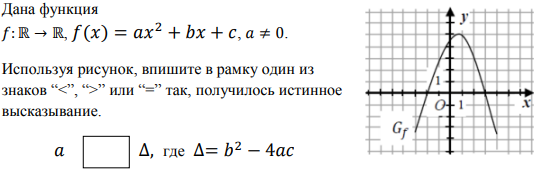 Дана функция
f: ℝ → ℝ, f(x) = ax² + bx + c, a ≠ 0.
Используя рисунок, впишите в рамку один из
знаков “<”, “>” или “=” так, получилось истинное
высказывание.
a □ Δ, где Δ= b² − 4ac
y
1
O 1 x
G_f